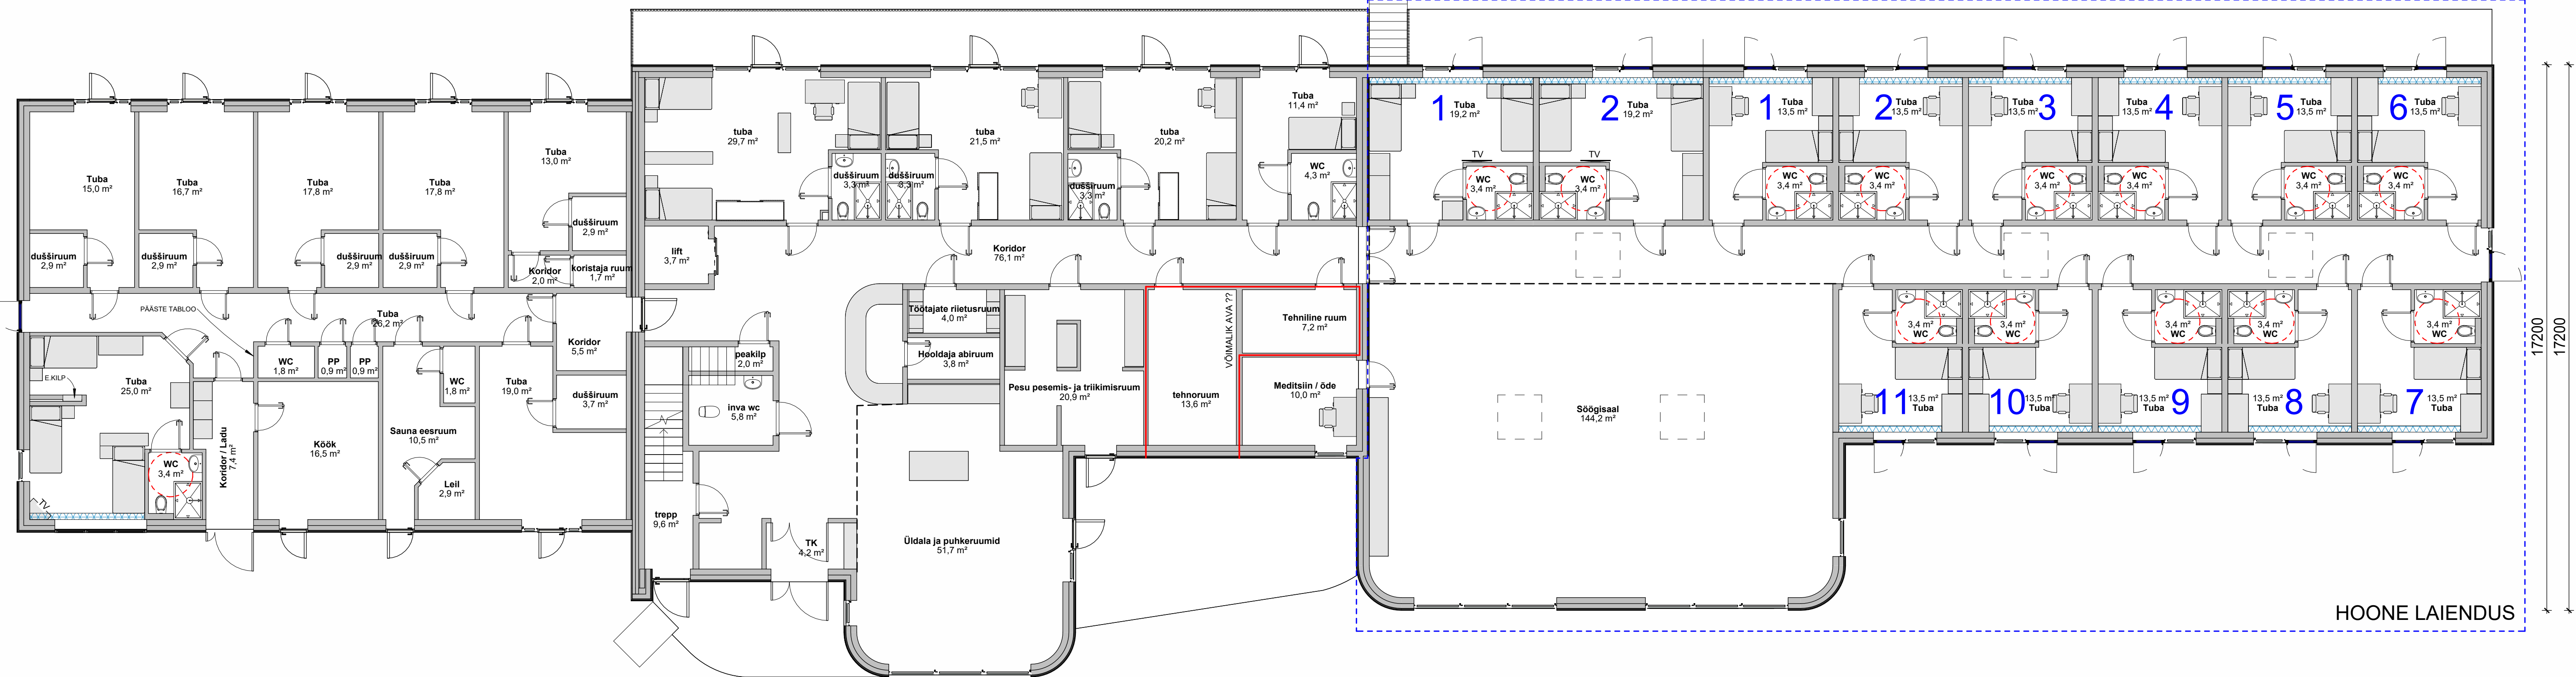 Tuba
15,0 m²
Tuba
16,7 m²
Tuba
17,8 m²
Tuba
17,8 m²
Tuba
13,0 m²
dušširuum
2,9 m²
dušširuum
2,9 m²
dušširuum
2,9 m²
dušširuum
2,9 m²
dušširuum
2,9 m²
Koridor
2,0 m²
koristaja ruum
1,7 m²
PÄÄSTE TABLOO
Tuba
26,2 m²
Koridor
5,5 m²
WC
1,8 m²
PP
0,9 m²
PP
0,9 m²
E.KILP
Tuba
25,0 m²
WC
1,8 m²
Tuba
19,0 m²
dušširuum
3,7 m²
Koridor / Ladu
7,4 m²
Köök
16,5 m²
Sauna eesruum
10,5 m²
WC
3,4 m²
Leil
2,9 m²
TV
tuba
29,7 m²
tuba
21,5 m²
tuba
20,2 m²
Tuba
11,4 m²
dušširuum
3,3 m²
dušširuum
3,3 m²
dušširuum
3,3 m²
WC
4,3 m²
lift
3,7 m²
Koridor
76,1 m²
Töötajate riietusruum
4,0 m²
Hooldaja abiruum
3,8 m²
peakilp
2,0 m²
inva wc
5,8 m²
Pesu pesemis- ja triikimisruum
20,9 m²
tehnoruum
13,6 m²
VÕIMALIK AVA ??
Tehniline ruum
7,2 m²
Meditsiin / õde
10,0 m²
trepp
9,6 m²
TK
4,2 m²
Üldala ja puhkeruumid
51,7 m²
1
Tuba
19,2 m²
2
Tuba
19,2 m²
1
Tuba
13,5 m²
2
Tuba
13,5 m²
3
Tuba
13,5 m²
4
Tuba
13,5 m²
5
Tuba
13,5 m²
6
Tuba
13,5 m²
TV
TV
WC
3,4 m²
WC
3,4 m²
WC
3,4 m²
WC
3,4 m²
WC
3,4 m²
WC
3,4 m²
WC
3,4 m²
WC
3,4 m²
Söögisaal
144,2 m²
3,4 m²
WC
3,4 m²
WC
3,4 m²
WC
3,4 m²
WC
3,4 m²
WC
11
13,5 m²
Tuba
10
13,5 m²
Tuba
9
13,5 m²
Tuba
8
13,5 m²
Tuba
7
13,5 m²
Tuba
17200
17200
HOONE LAIENDUS